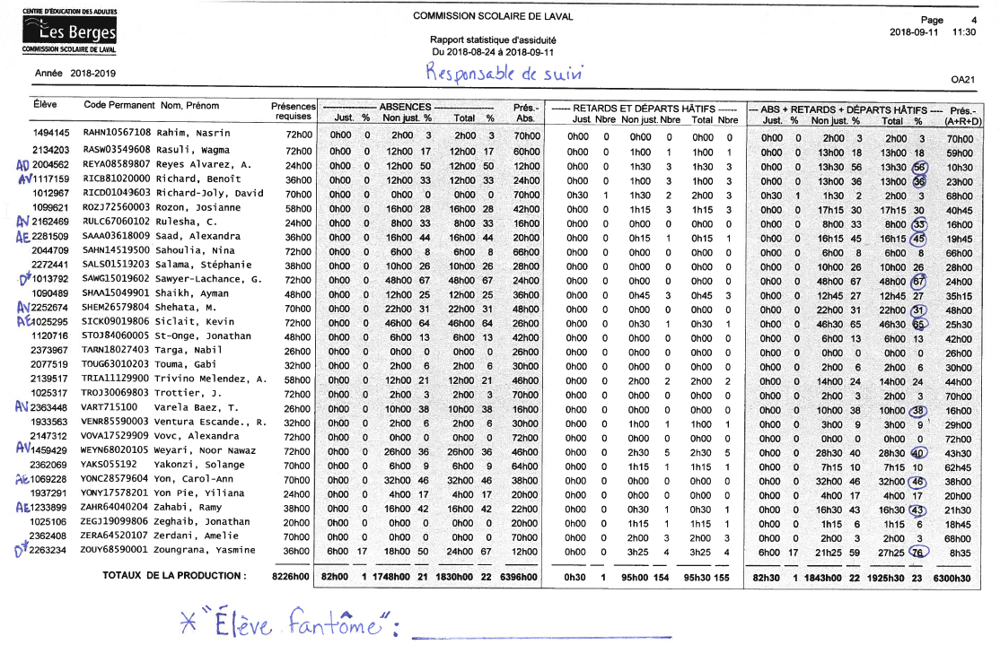 CENTRE D'ÉDUCATION DES ADULTES
Les Berges
COMMISSION SCOLAIRE DE LAVAL
COMMISSION SCOLAIRE DE LAVAL
Page 4
2018-09-11 11:30
Rapport statistique d'assiduité
Du 2018-08-24 à 2018-09-11
Responsable de suivi
Année 2018-2019
OA21
Élève Code Permanent Nom, Prénom Présences requises ABSENCES Just. % Non just. % Total % Prés.- Abs. RETARDS ET DÉPARTS HÂTIFS Just Nbre Non just. Nbre Total Nbre ABS + RETARDS + DÉPARTS HÂTIFS Just. % Non just. % Total % Prés.- (A+R+D)
1494145 RAHN10567108 Rahim, Nasrin 72h00 0h00 0 2h00 3 2h00 3 70h00 0h00 0 0h00 0 0h00 0 0h00 0 2h00 3 2h00 3 70h00
2134203 RASW03549608 Rasuli, Wagma 72h00 0h00 0 12h00 17 12h00 17 60h00 0h00 0 1h00 1 1h00 1 0h00 0 13h00 18 13h00 18 59h00
AD 2004562 REYA08589807 Reyes Alvarez, A. 24h00 0h00 0 12h00 50 12h00 50 12h00 0h00 0 1h30 3 1h30 3 0h00 0 13h30 56 13h30 56 10h30
AV 1117159 RICB81020000 Richard, Benoît 36h00 0h00 0 12h00 33 12h00 33 24h00 0h00 0 1h00 3 1h00 3 0h00 0 13h00 36 13h00 36 23h00
1012967 RICD01049603 Richard-Joly, David 70h00 0h00 0 0h00 0 0h00 0 70h00 0h30 1 1h30 2 2h00 3 0h30 1 1h30 2 2h00 3 68h00
1099621 ROZJ72560003 Rozon, Josianne 58h00 0h00 0 16h00 28 16h00 28 42h00 0h00 0 1h15 3 1h15 3 0h00 0 17h15 30 17h15 30 40h45
AV 2162469 RULC67060102 Rulesha, C. 24h00 0h00 0 8h00 33 8h00 33 16h00 0h00 0 0h00 0 0h00 0 0h00 0 8h00 33 8h00 33 16h00
AE 2281509 SAAA03618009 Saad, Alexandra 36h00 0h00 0 16h00 44 16h00 44 20h00 0h00 0 0h15 1 0h15 1 0h00 0 16h15 45 16h15 45 19h45
2044709 SAHN14519500 Sahoulia, Nina 72h00 0h00 0 6h00 8 6h00 8 66h00 0h00 0 0h00 0 0h00 0 0h00 0 6h00 8 6h00 8 66h00
2272441 SALS01519203 Salama, Stéphanie 38h00 0h00 0 10h00 26 10h00 26 28h00 0h00 0 0h00 0 0h00 0 0h00 0 10h00 26 10h00 26 28h00
D* 1013792 SAWG15019602 Sawyer-Lachance, G. 72h00 0h00 0 48h00 67 48h00 67 24h00 0h00 0 0h00 0 0h00 0 0h00 0 48h00 67 48h00 67 24h00
1090489 SHAA15049901 Shaikh, Ayman 48h00 0h00 0 12h00 25 12h00 25 36h00 0h00 0 0h45 3 0h45 3 0h00 0 12h45 27 12h45 27 35h15
AV 2252674 SHEM26579804 Shehata, M. 70h00 0h00 0 22h00 31 22h00 31 48h00 0h00 0 0h00 0 0h00 0 0h00 0 22h00 31 22h00 31 48h00
AE 1025295 SICK09019806 Siclait, Kevin 72h00 0h00 0 46h00 64 46h00 64 26h00 0h00 0 0h30 1 0h30 1 0h00 0 46h30 65 46h30 65 25h30
1120716 STOJ84060005 St-Onge, Jonathan 48h00 0h00 0 6h00 13 6h00 13 42h00 0h00 0 0h00 0 0h00 0 0h00 0 6h00 13 6h00 13 42h00
2373967 TARN18027403 Targa, Nabil 26h00 0h00 0 0h00 0 0h00 0 26h00 0h00 0 0h00 0 0h00 0 0h00 0 0h00 0 0h00 0 26h00
2077519 TOUG63010203 Touma, Gabi 32h00 0h00 0 2h00 6 2h00 6 30h00 0h00 0 0h00 0 0h00 0 0h00 0 2h00 6 2h00 6 30h00
2139517 TRIA11129900 Trivino Melendez, A. 58h00 0h00 0 12h00 21 12h00 21 46h00 0h00 0 2h00 2 2h00 2 0h00 0 14h00 24 14h00 24 44h00
1025317 TROJ30069803 Trottier, J. 72h00 0h00 0 2h00 3 2h00 3 70h00 0h00 0 0h00 0 0h00 0 0h00 0 2h00 3 2h00 3 70h00
AV 2363448 VART715100 Varela Baez, T. 26h00 0h00 0 10h00 38 10h00 38 16h00 0h00 0 0h00 0 0h00 0 0h00 0 10h00 38 10h00 38 16h00
1933563 VENR85590003 Ventura Escande., R. 32h00 0h00 0 2h00 6 2h00 6 30h00 0h00 0 1h00 1 1h00 1 0h00 0 3h00 9 3h00 9 29h00
2147312 VOVA17529909 Vovc, Alexandra 72h00 0h00 0 0h00 0 0h00 0 72h00 0h00 0 0h00 0 0h00 0 0h00 0 0h00 0 0h00 0 72h00
AV 1459429 WEYN68020105 Weyari, Noor Nawaz 72h00 0h00 0 26h00 36 26h00 36 46h00 0h00 0 2h30 5 2h30 5 0h00 0 28h30 40 28h30 40 43h30
2362069 YAKS055192 Yakonzi, Solange 70h00 0h00 0 6h00 9 6h00 9 64h00 0h00 0 1h15 1 1h15 1 0h00 0 7h15 10 7h15 10 62h45
AE 1069228 YONC28579604 Yon, Carol-Ann 70h00 0h00 0 32h00 46 32h00 46 38h00 0h00 0 0h00 0 0h00 0 0h00 0 32h00 46 32h00 46 38h00
1937291 YONY17578201 Yon Pie, Yiliana 24h00 0h00 0 4h00 17 4h00 17 20h00 0h00 0 0h00 0 0h00 0 0h00 0 4h00 17 4h00 17 20h00
AE 1233899 ZAHR64040204 Zahabi, Ramy 38h00 0h00 0 16h00 42 16h00 42 22h00 0h00 0 0h30 1 0h30 1 0h00 0 16h30 43 16h30 43 21h30
1025106 ZEGJ19099806 Zeghaib, Jonathan 20h00 0h00 0 0h00 0 0h00 0 20h00 0h00 0 1h15 1 1h15 1 0h00 0 1h15 6 1h15 6 18h45
2362408 ZERA64520107 Zerdani, Amelie 70h00 0h00 0 0h00 0 0h00 0 70h00 0h00 0 2h00 3 2h00 3 0h00 0 2h00 3 2h00 3 68h00
D* 2263234 ZOUY68590001 Zoungrana, Yasmine 36h00 6h00 17 18h00 50 24h00 67 12h00 0h00 0 3h25 4 3h25 4 6h00 17 21h25 59 27h25 76 8h35
TOTAUX DE LA PRODUCTION : 8226h00 82h00 1 1748h00 21 1830h00 22 6396h00 0h30 1 95h00 154 95h30 155 82h30 1 1843h00 22 1925h30 23 6300h30
* "Élève fantôme":